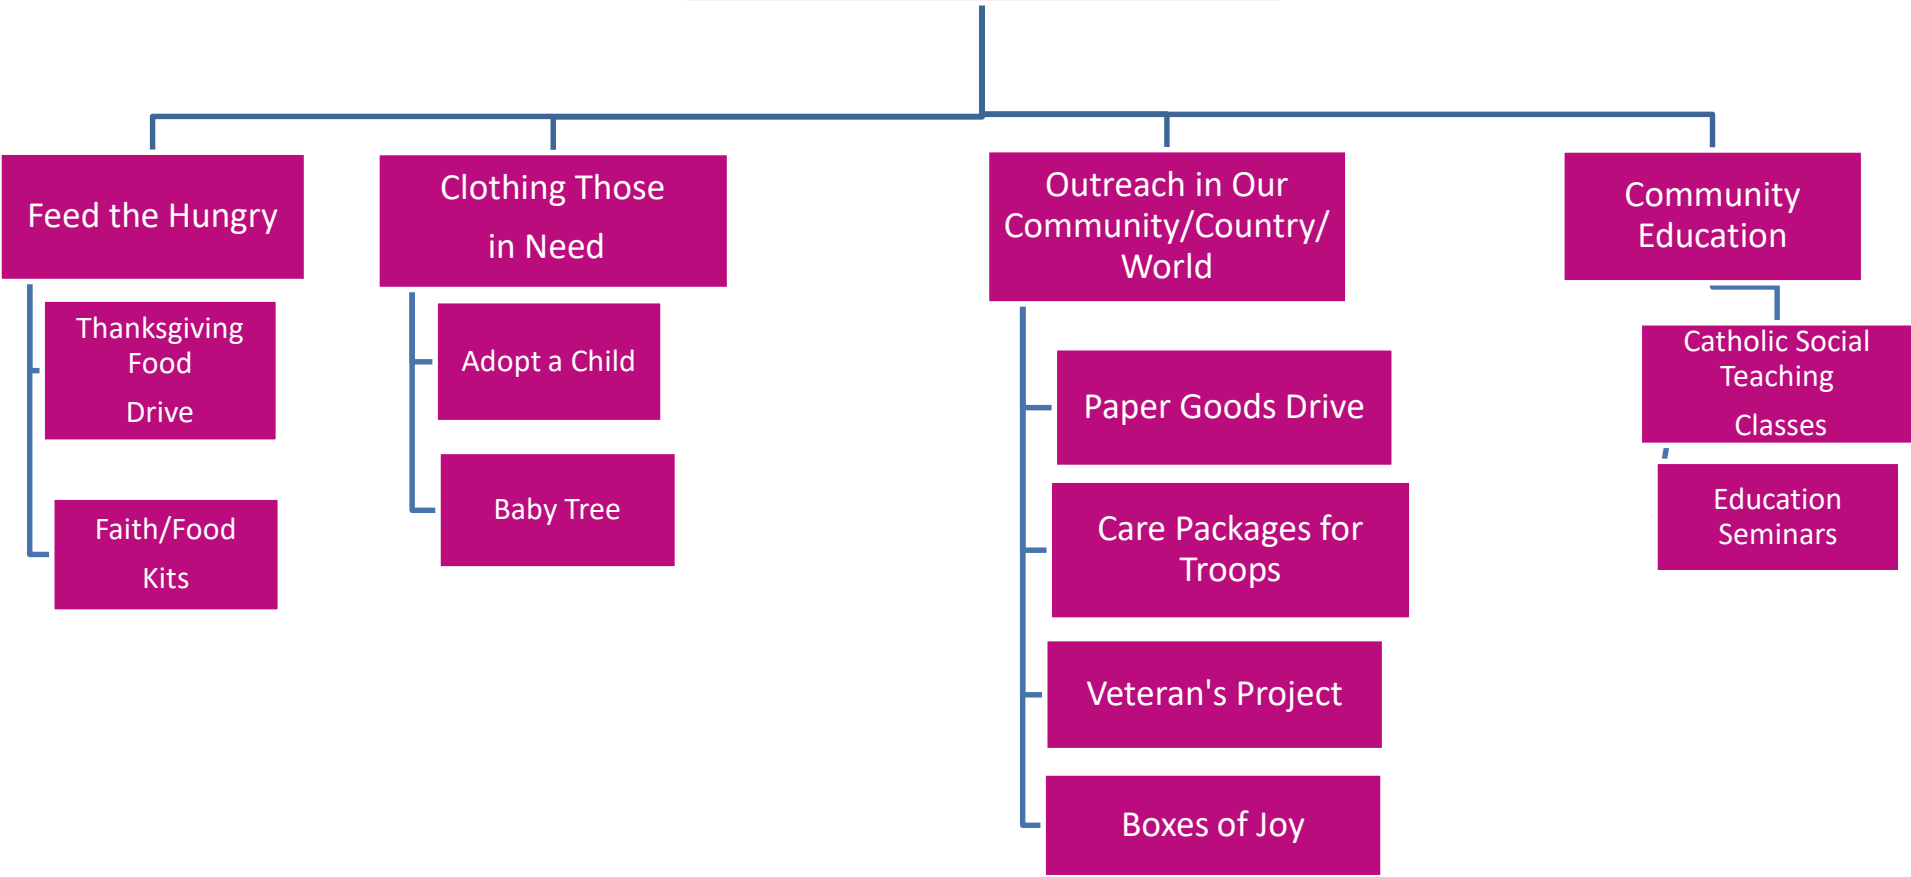 Feed the Hungry
Thanksgiving
Food
Drive
Faith/Food
Kits
Clothing Those
in Need
Adopt a Child
Baby Tree
Outreach in Our
Community/Country/
World
Paper Goods Drive
Care Packages for
Troops
Veteran's Project
Boxes of Joy
Community
Education
Catholic Social
Teaching
Classes
Education
Seminars